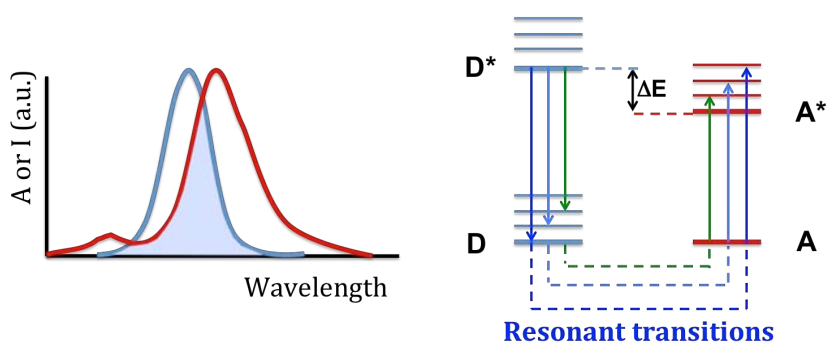 A or I (a.u.)
Wavelength
D*
ΔE
A*
D
A
Resonant transitions